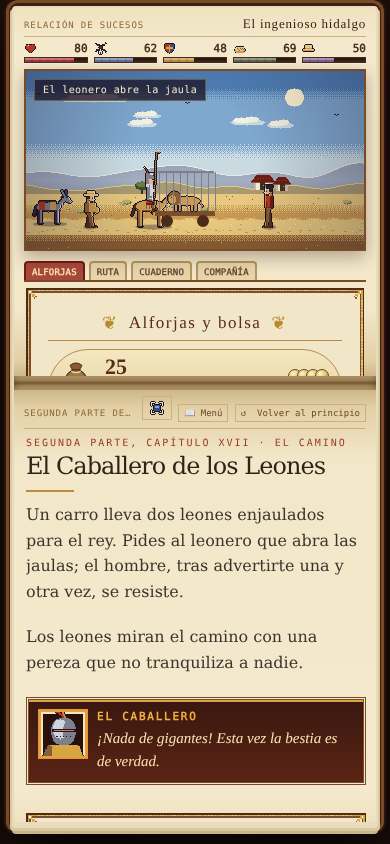 RELACIÓN DE SUCESOS
El ingenioso hidalgo
80 62 48 69 50
El leonero abre la jaula
ALFORJAS RUTA CUADERNO COMPAÑÍA
Alforjas y bolsa
25
SEGUNDA PARTE DE… Menú Volver al principio
SEGUNDA PARTE, CAPÍTULO XVII · EL CAMINO
El Caballero de los Leones
Un carro lleva dos leones enjaulados
para el rey. Pides al leonero que abra las
jaulas; el hombre, tras advertirte una y
otra vez, se resiste.
Los leones miran el camino con una
pereza que no tranquiliza a nadie.
EL CABALLERO
¡Nada de gigantes! Esta vez la bestia es
de verdad.